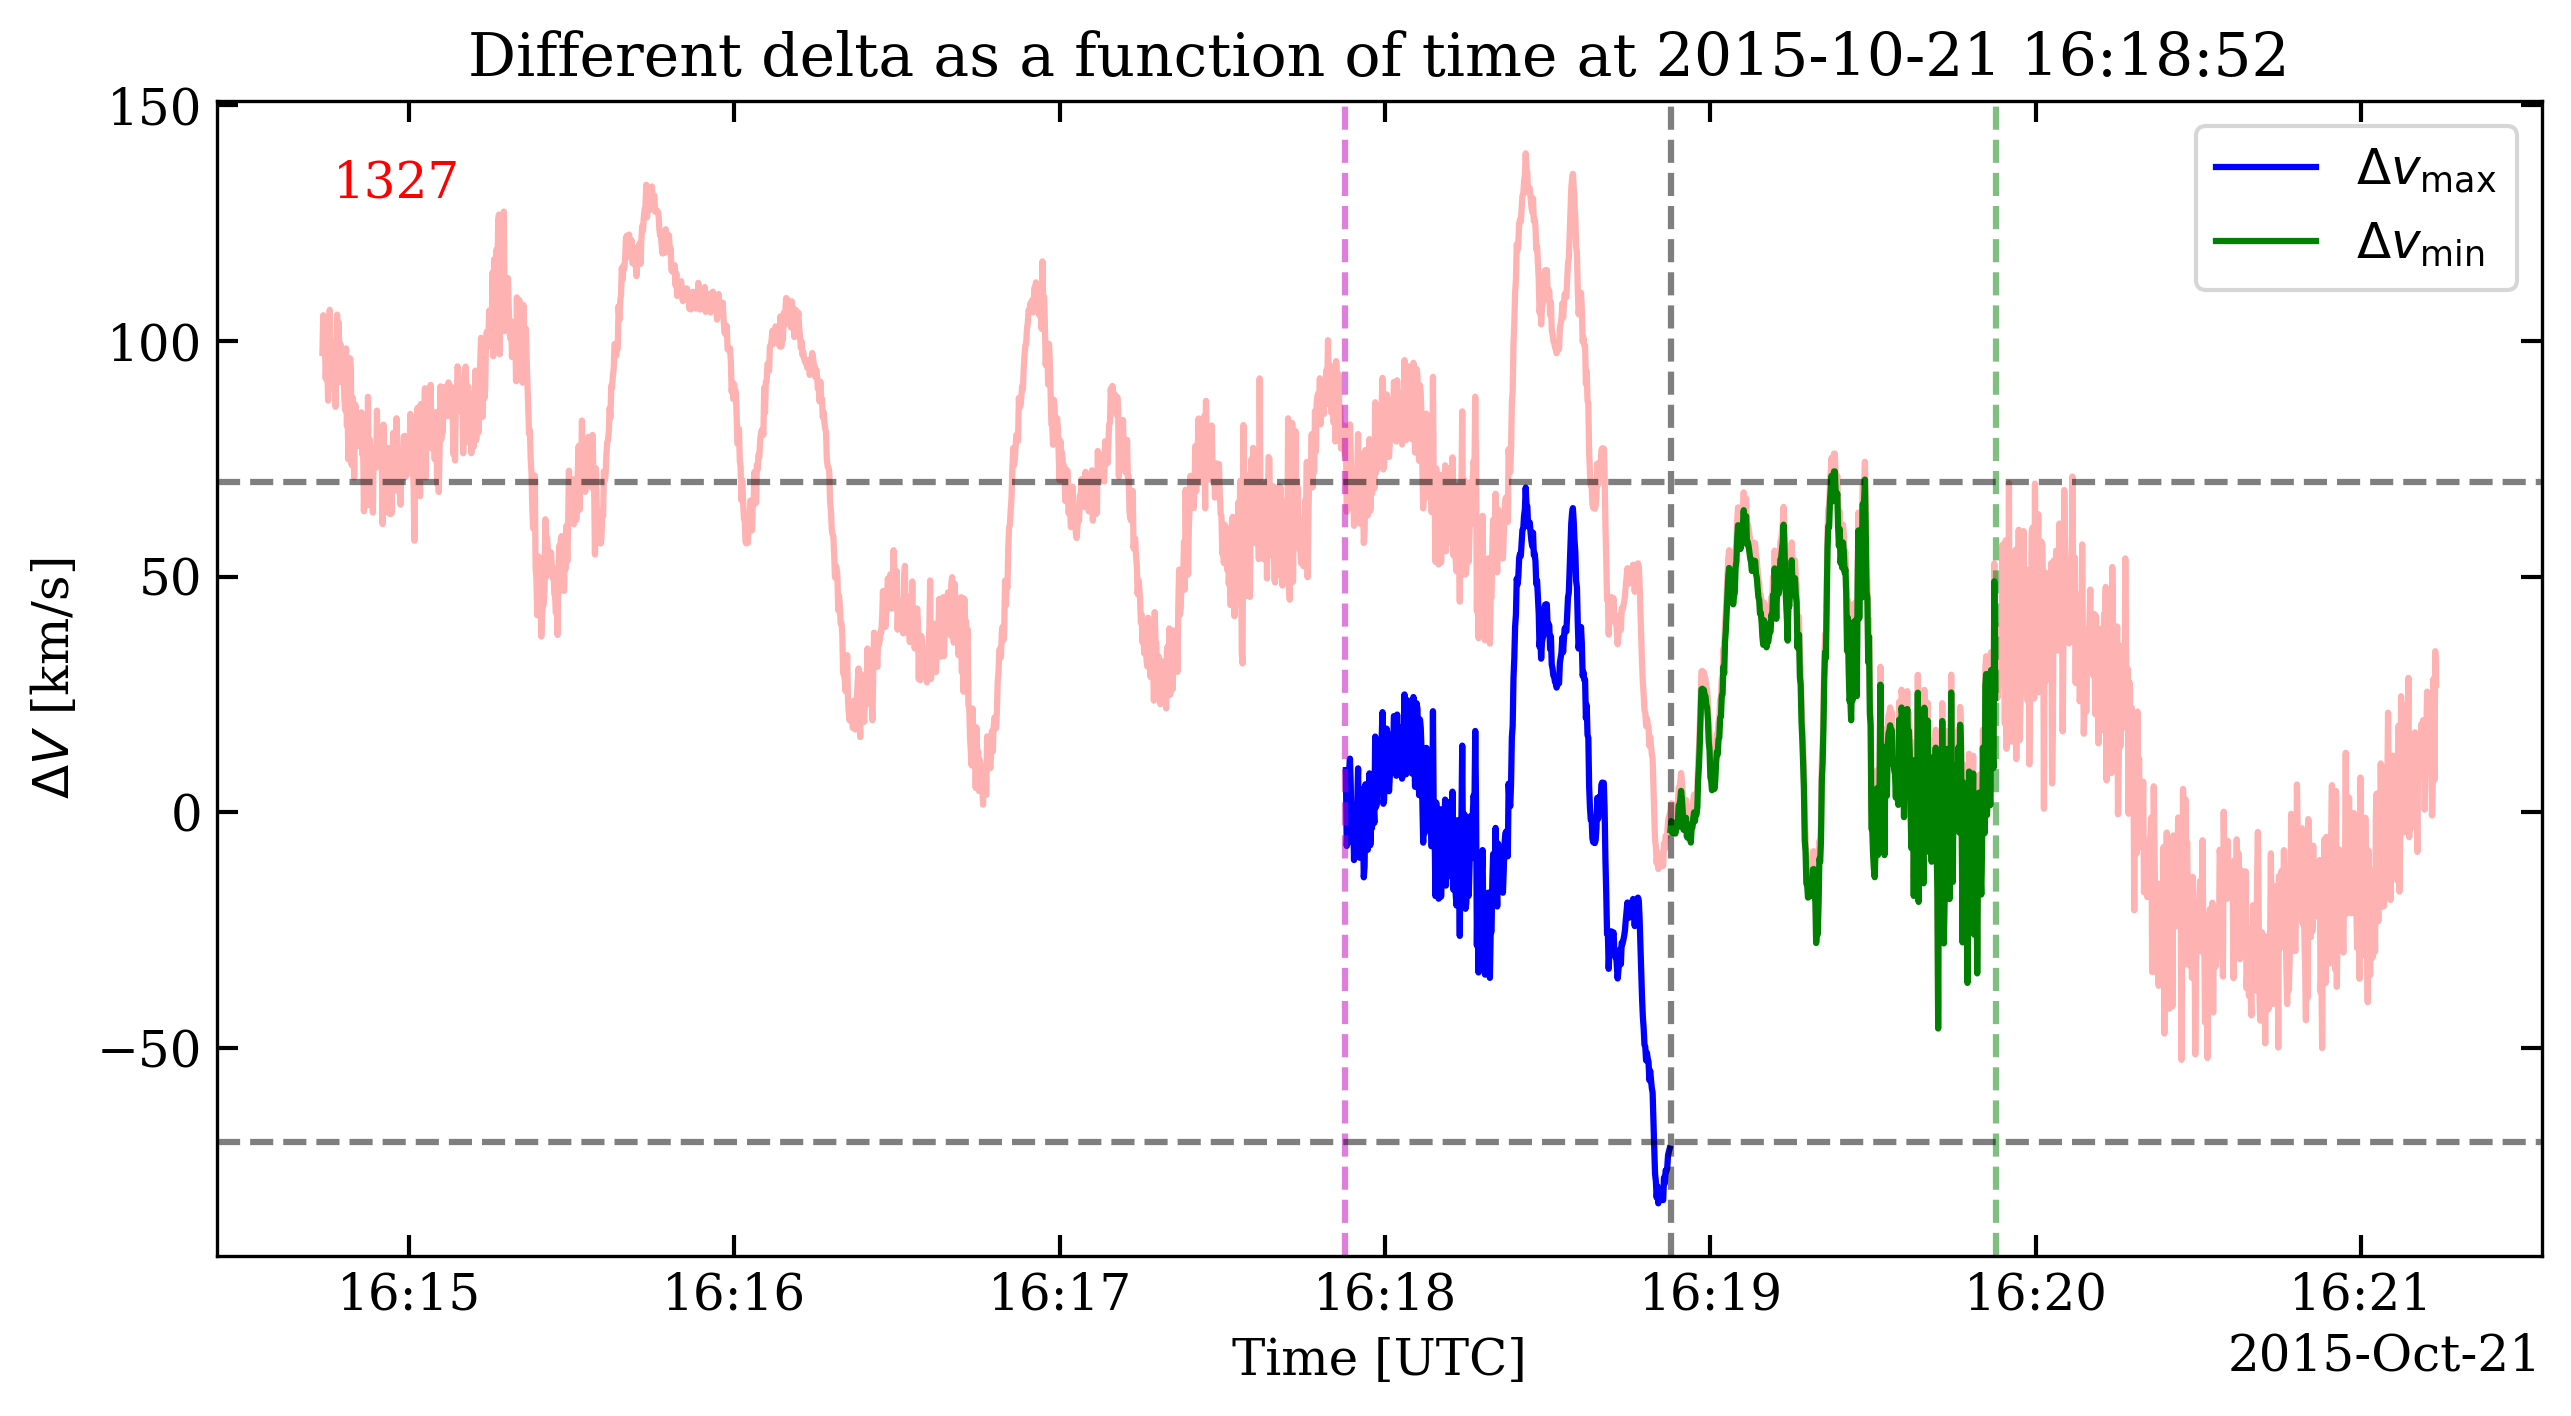 Different delta as a function of time at 2015-10-21 16:18:52
150
1327
Δvmax
Δvmin
100
50
0
−50
ΔV [km/s]
16:15 16:16 16:17 16:18 16:19 16:20 16:21
Time [UTC]
2015-Oct-21